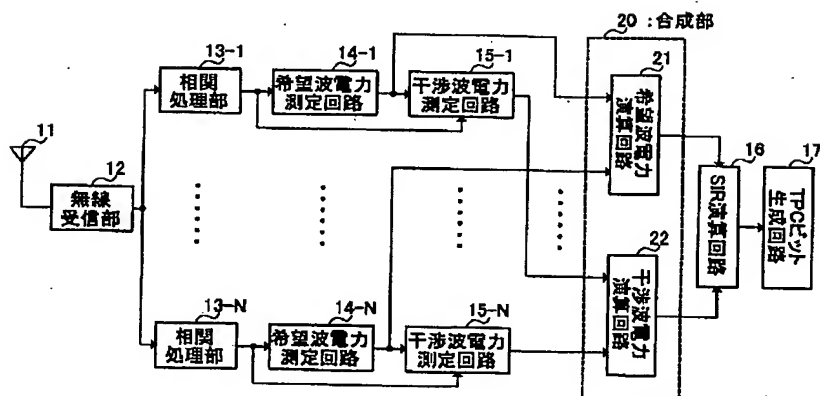 20：合成部
13-1
相関
処理部
14-1
希望波電力
測定回路
15-1
干渉波電力
測定回路
21
希望波電力
演算回路
11
12
無線
受信部
16
SIR演算回路
17
TPCビット
生成回路
22
干渉波電力
演算回路
13-N
相関
処理部
14-N
希望波電力
測定回路
15-N
干渉波電力
測定回路